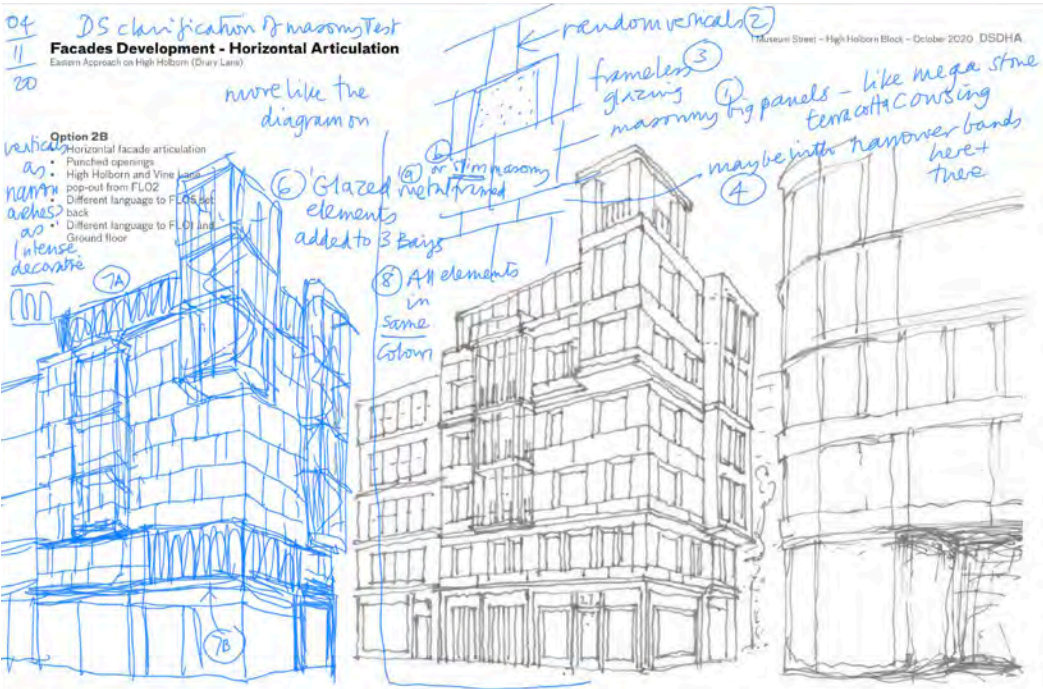 04
11
20
DS clarification of masonry Test
Facades Development - Horizontal Articulation
Eastern Approach on High Holborn (Drury Lane)
1 Museum Street – High Holborn Block – October 2020 DSDHA
random verticals (2)
more like the
diagram on
frameless (3)
glazing
(1)
masonry big panels - like mega stone
terracotta coursing
maybe with narrower bands
here +
there
(4)
Option 2B
• Horizontal facade articulation
• Punched openings
• High Holborn and Vine Lane
pop-out from FL02
• Different language to FL05 set
back
• Different language to FL01 and
Ground floor
verticals
as
narrow
arches
as
intense
decorative
(6) Glazed
elements
added to 3 Bays
(a) or (b) slim masonry
metal framed
(7A)
(8) All elements
in
same
Colour
(7B)